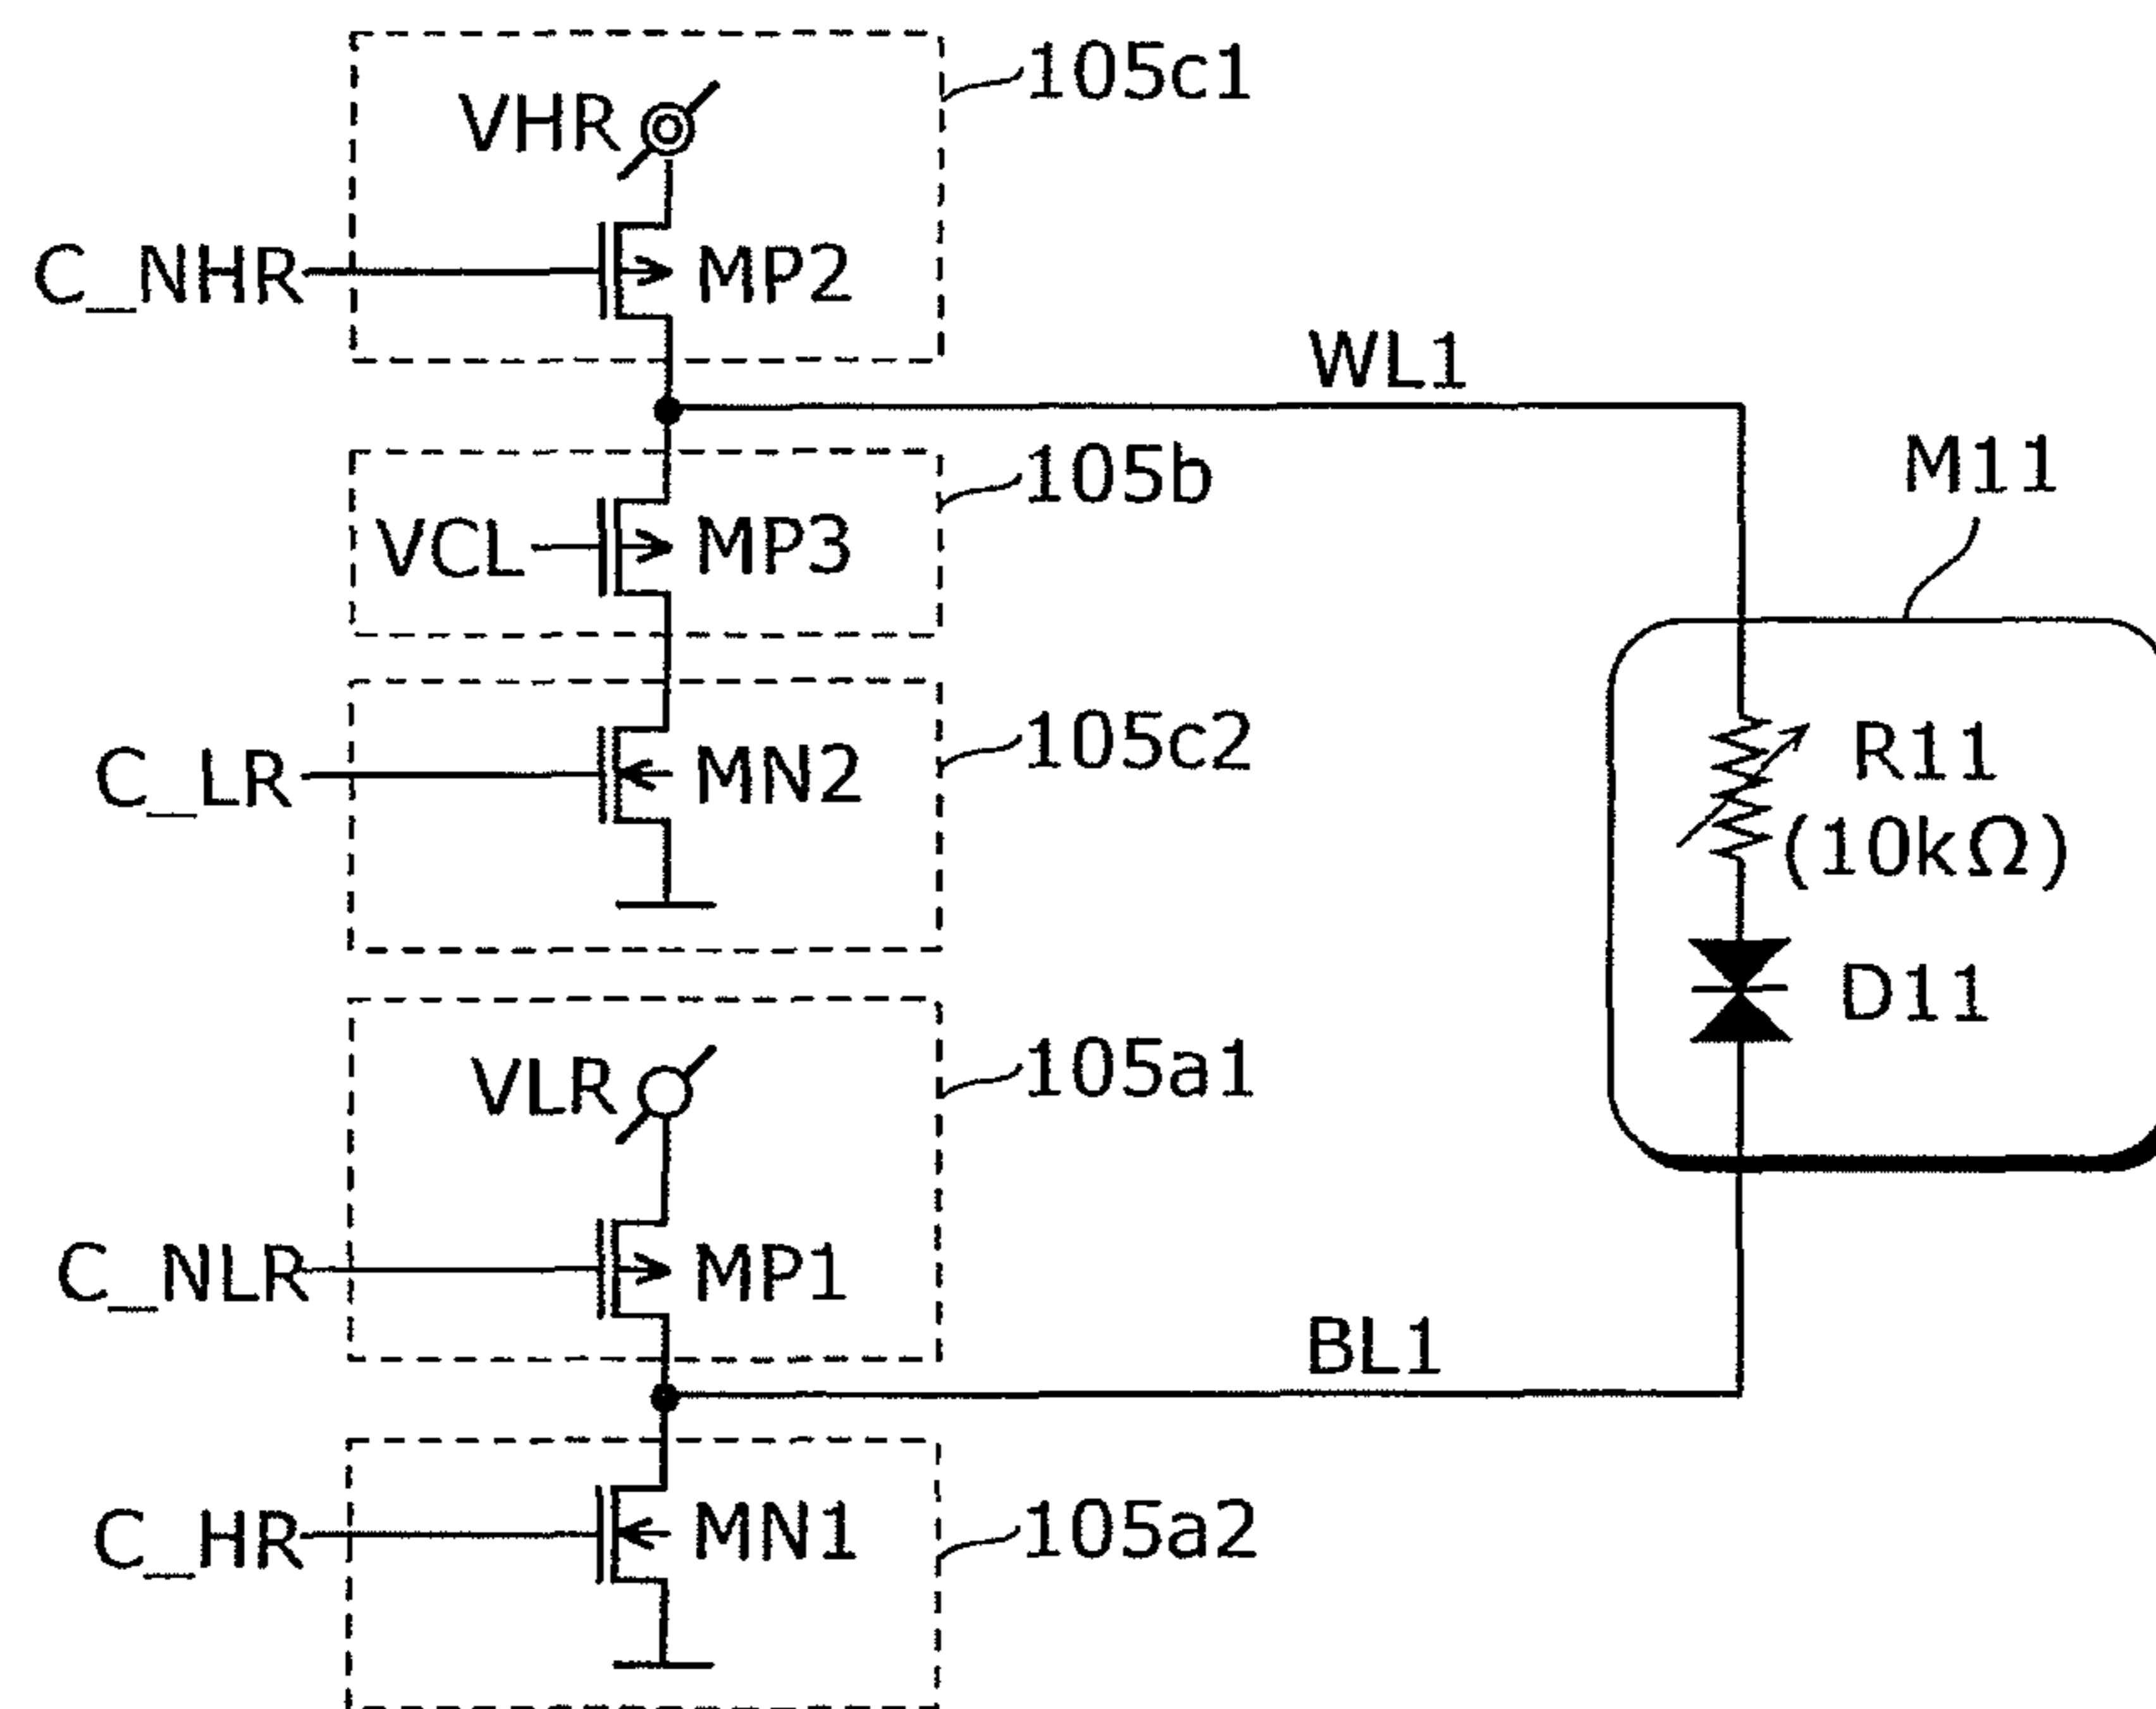 105c1
VHR
C_NHR
MP2
WL1
105b
M11
VCL
MP3
105c2
C_LR
MN2
R11
(10kΩ)
D11
105a1
VLR
C_NLR
MP1
BL1
105a2
C_HR
MN1